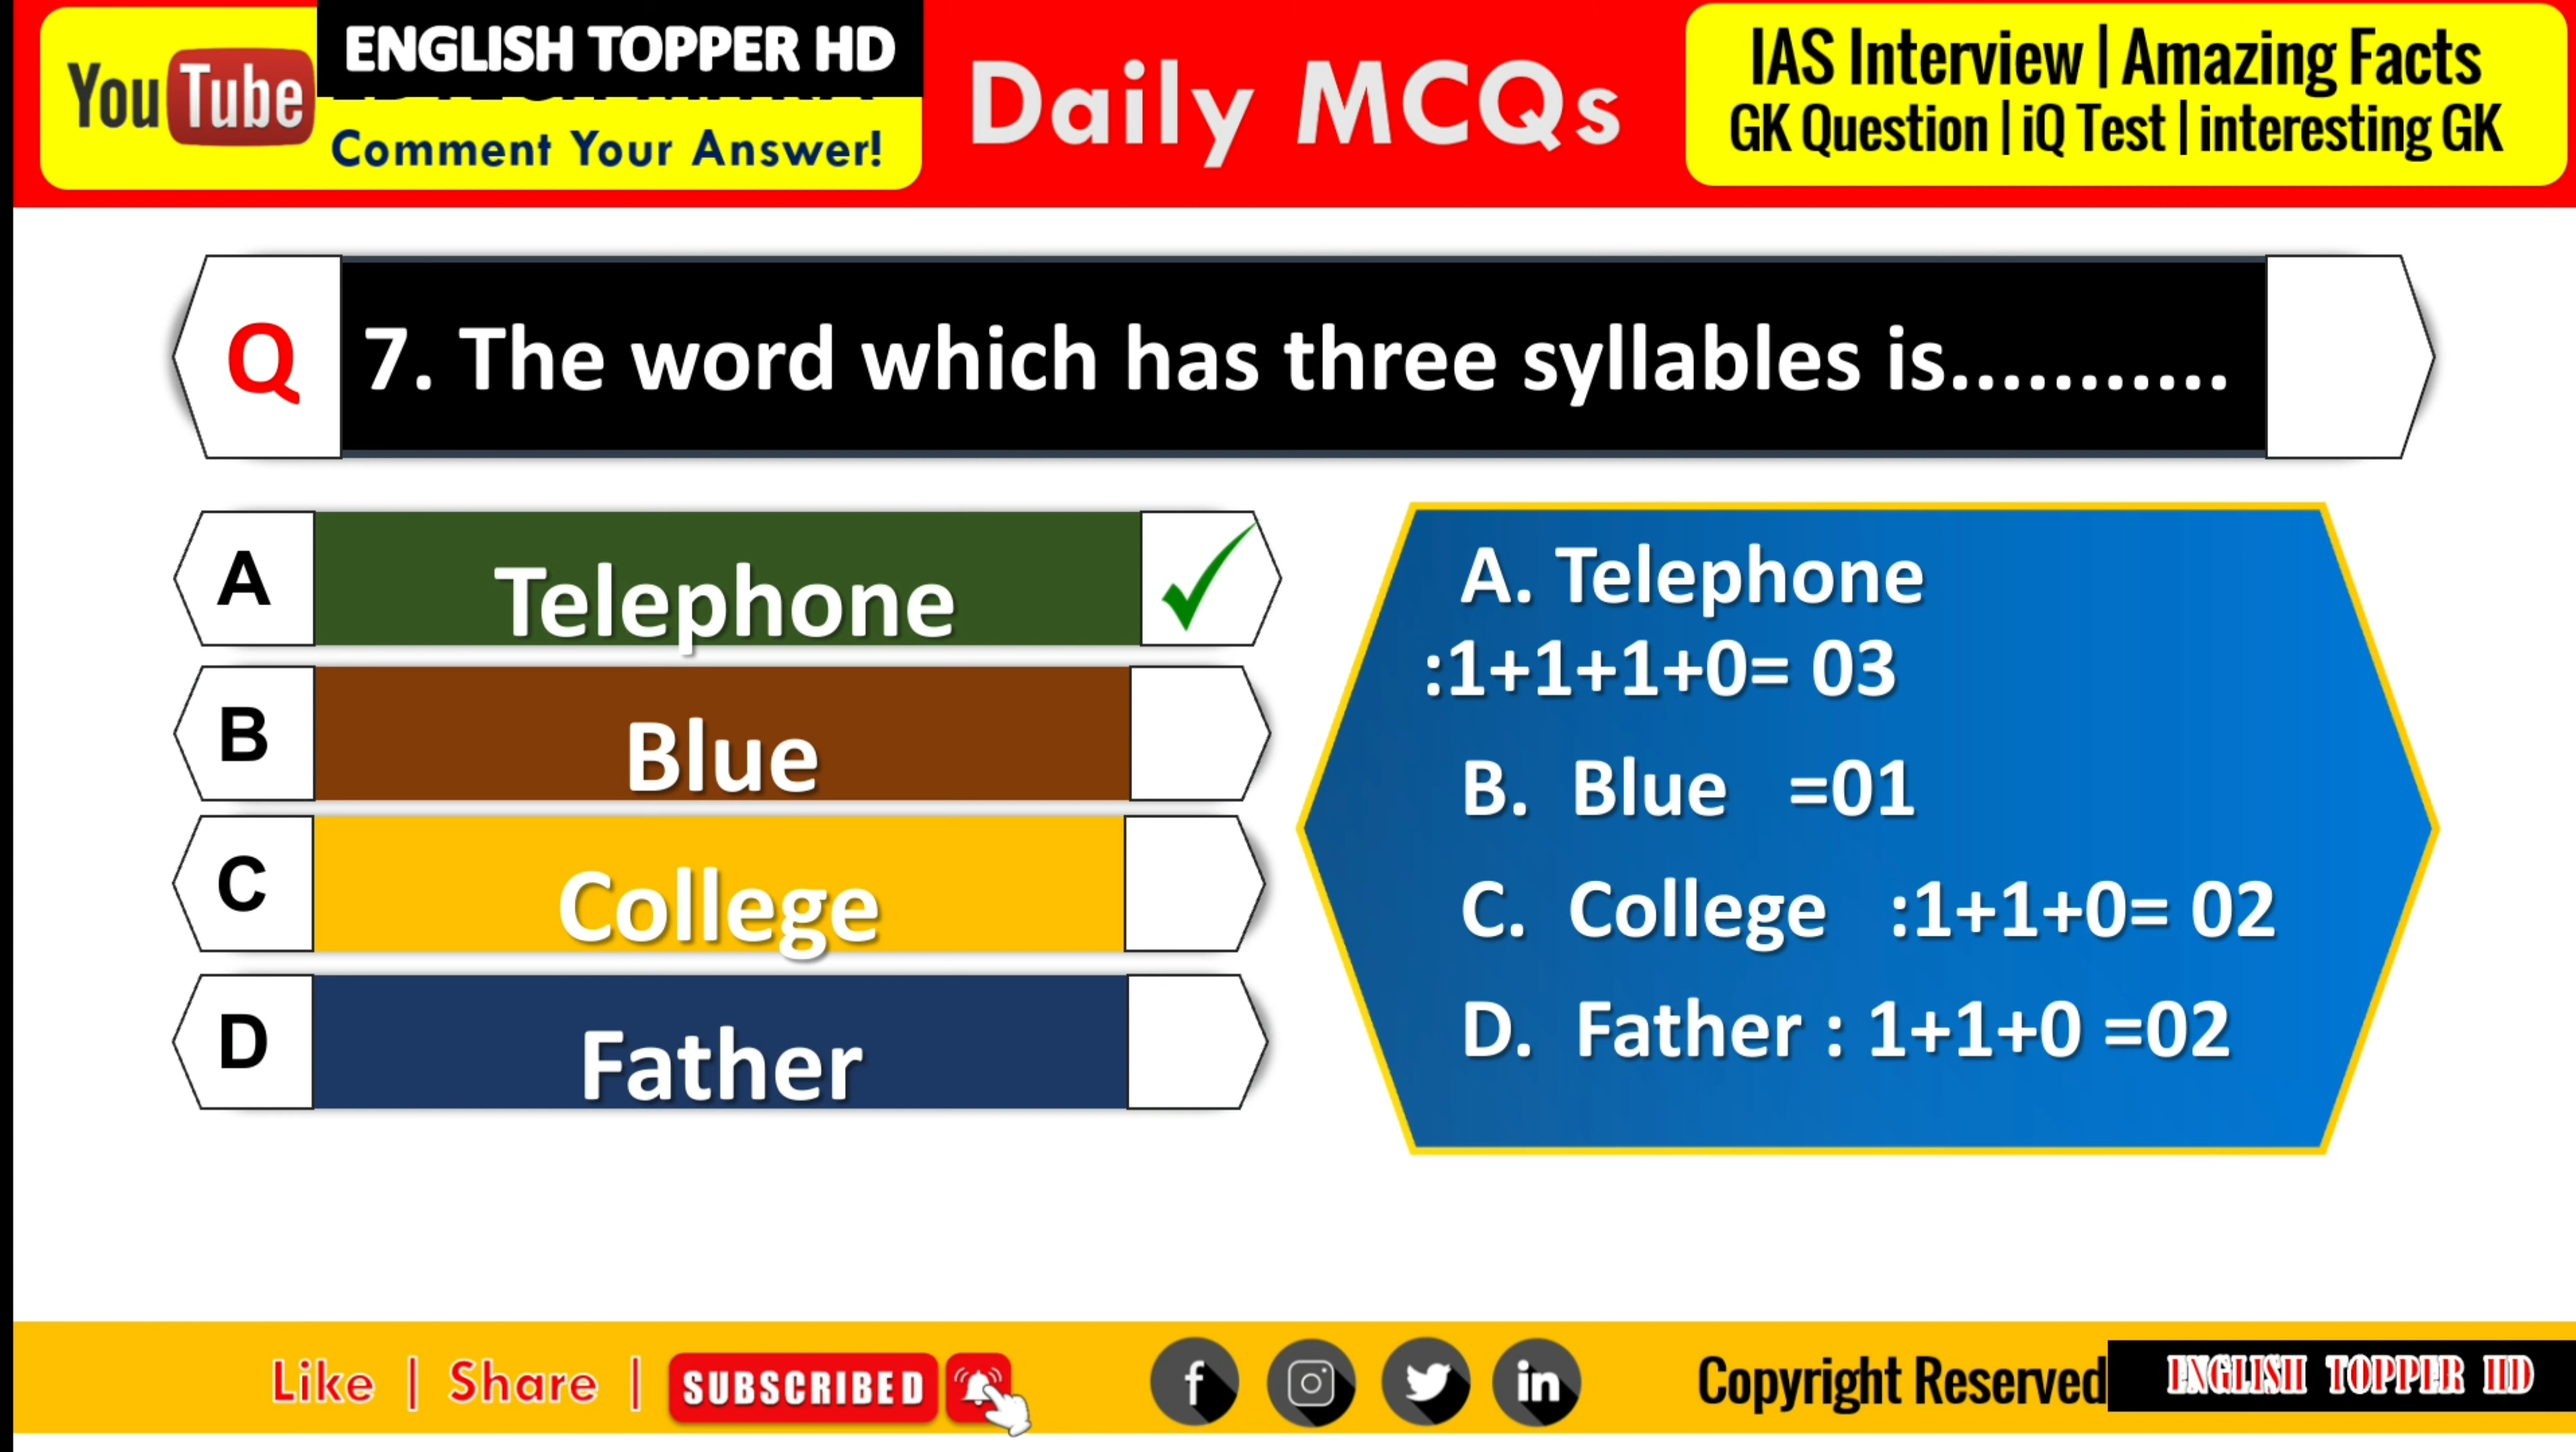 YouTube
ENGLISH TOPPER HD
Comment Your Answer!
Daily MCQs
IAS Interview | Amazing Facts
GK Question | iQ Test | interesting GK
Q 7. The word which has three syllables is...........
A Telephone
B Blue
C College
D Father
A. Telephone
:1+1+1+0= 03
B. Blue =01
C. College :1+1+0= 02
D. Father : 1+1+0 =02
Like | Share | SUBSCRIBED
Copyright Reserved ENGLISH TOPPER HD